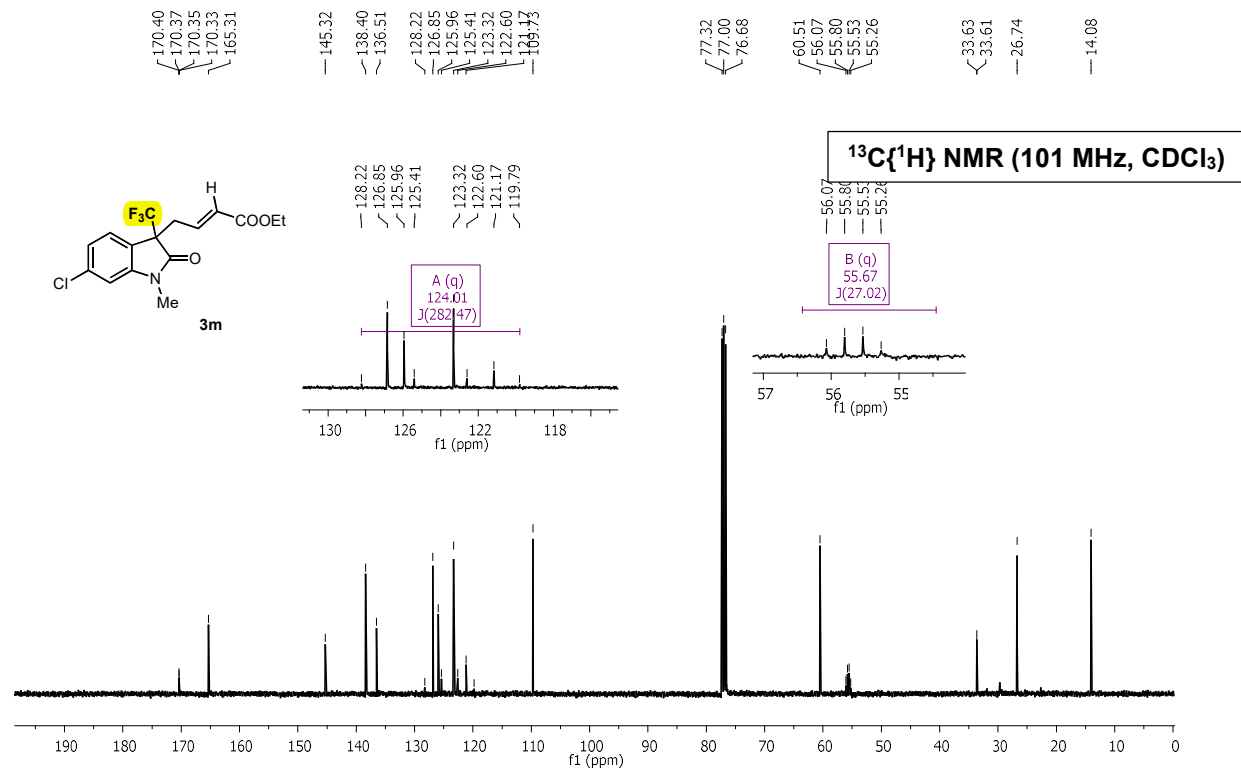 170.40
170.37
170.35
170.33
165.31
145.32
138.40
136.51
128.22
126.85
125.96
125.41
123.32
122.60
121.17
109.73
77.32
77.00
76.68
60.51
56.07
55.80
55.53
55.26
33.63
33.61
26.74
14.08
¹³C{¹H} NMR (101 MHz, CDCl₃)
128.22
126.85
125.96
125.41
123.32
122.60
121.17
119.79
56.07
55.80
55.53
55.26
F₃C
H
COOEt
O
N
Cl
Me
3m
A (q)
124.01
J(282.47)
130 126 122 118
f1 (ppm)
B (q)
55.67
J(27.02)
57 56 55
f1 (ppm)
190 180 170 160 150 140 130 120 110 100 90 80 70 60 50 40 30 20 10 0
f1 (ppm)